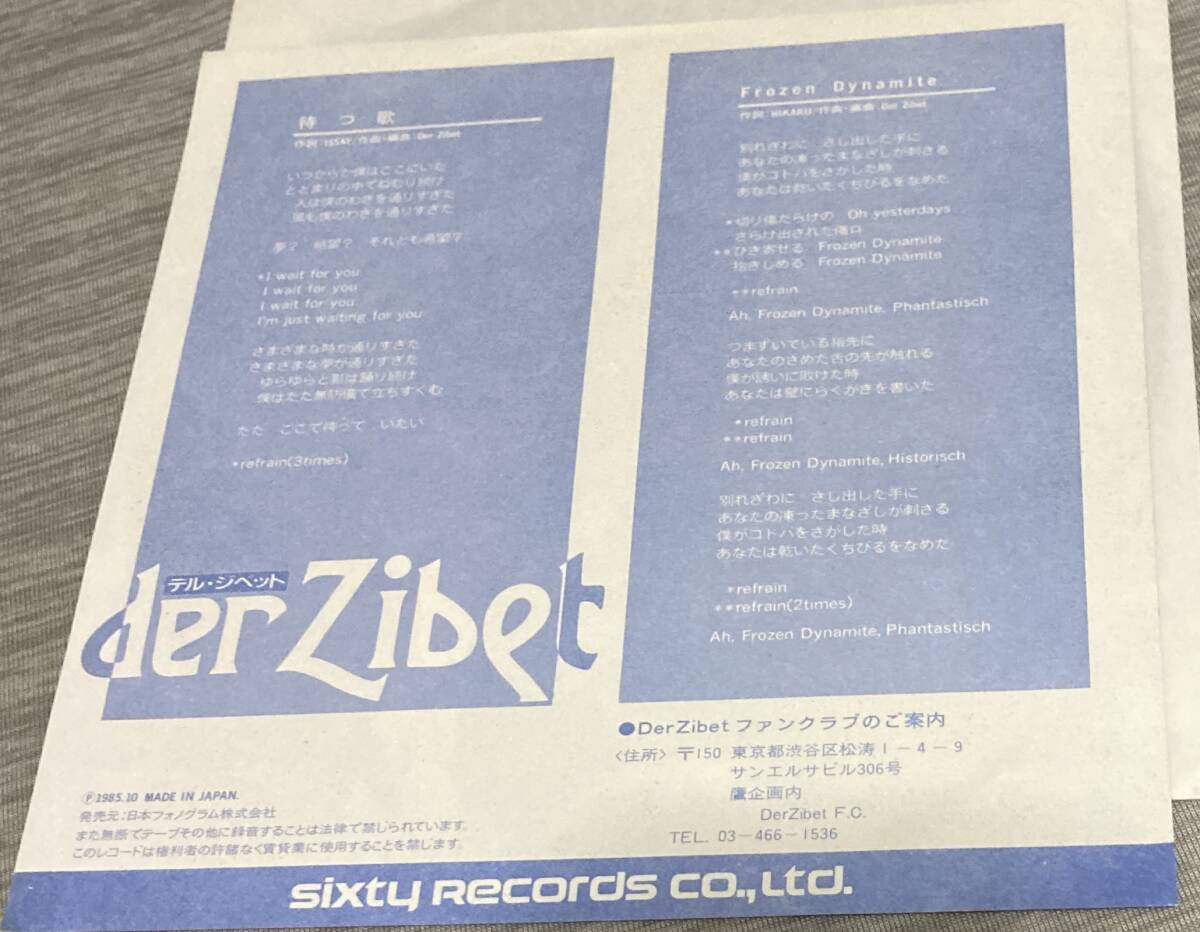 待つ歌
作詞:ISSAY/作曲・編曲:Der Zibet
いつからか僕はここにいた
とどまりの中でねむり続け
人は僕のわきを通りすぎた
風も僕のわきを通りすぎた
夢? 絶望? それとも希望?
*I wait for you
I wait for you
I wait for you
I'm just waiting for you
さまざまな時が通りすぎた
さまざまな夢が通りすぎた
ゆらゆらと影は踊り続け
僕はただ無防備で立ちすくむ
ただ ここで待って いたい
*refrain(3times)
デル・ジベット
der Zibet
Ⓟ1985.10 MADE IN JAPAN.
発売元:日本フォノグラム株式会社
また無断でテープその他に録音することは法律で禁じられています。
このレコードは権利者の許諾なく賃貸業に使用することを禁じます。
Frozen Dynamite
作詞:HIKARU/作曲・編曲:Der Zibet
別れぎわに さし出した手に
あなたの凍ったまなざしが刺さる
僕がコトバをさがした時
あなたは乾いたくちびるをなめた
*切り傷だらけの Oh yesterdays
さらけ出された傷口
**ひき寄せる Frozen Dynamite
抱きしめる Frozen Dynamite
**refrain
Ah, Frozen Dynamite, Phantastisch
つまずいている指先に
あなたのさめた舌の先が触れる
僕が誘いに敗けた時
あなたは壁にらくがきを書いた
*refrain
**refrain
Ah, Frozen Dynamite, Historisch
別れぎわに さし出した手に
あなたの凍ったまなざしが刺さる
僕がコトバをさがした時
あなたは乾いたくちびるをなめた
*refrain
**refrain(2times)
Ah, Frozen Dynamite, Phantastisch
●DerZibet ファンクラブのご案内
〈住所〉〒150 東京都渋谷区松涛1-4-9
サンエルサビル306号
鷹企画内
DerZibet F.C.
TEL. 03-466-1536
sixty RECORDS CO., Ltd.